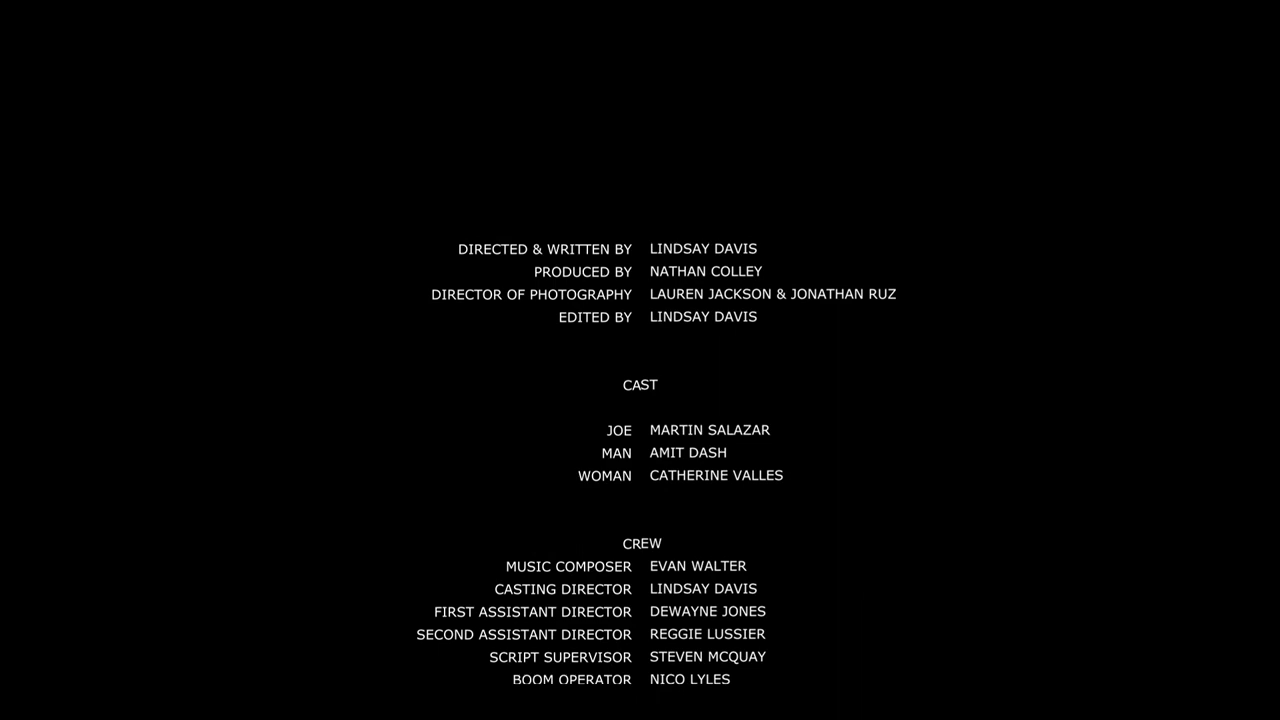 DIRECTED & WRITTEN BY LINDSAY DAVIS
PRODUCED BY NATHAN COLLEY
DIRECTOR OF PHOTOGRAPHY LAUREN JACKSON & JONATHAN RUZ
EDITED BY LINDSAY DAVIS
CAST
JOE MARTIN SALAZAR
MAN AMIT DASH
WOMAN CATHERINE VALLES
CREW
MUSIC COMPOSER EVAN WALTER
CASTING DIRECTOR LINDSAY DAVIS
FIRST ASSISTANT DIRECTOR DEWAYNE JONES
SECOND ASSISTANT DIRECTOR REGGIE LUSSIER
SCRIPT SUPERVISOR STEVEN MCQUAY
BOOM OPERATOR NICO LYLES